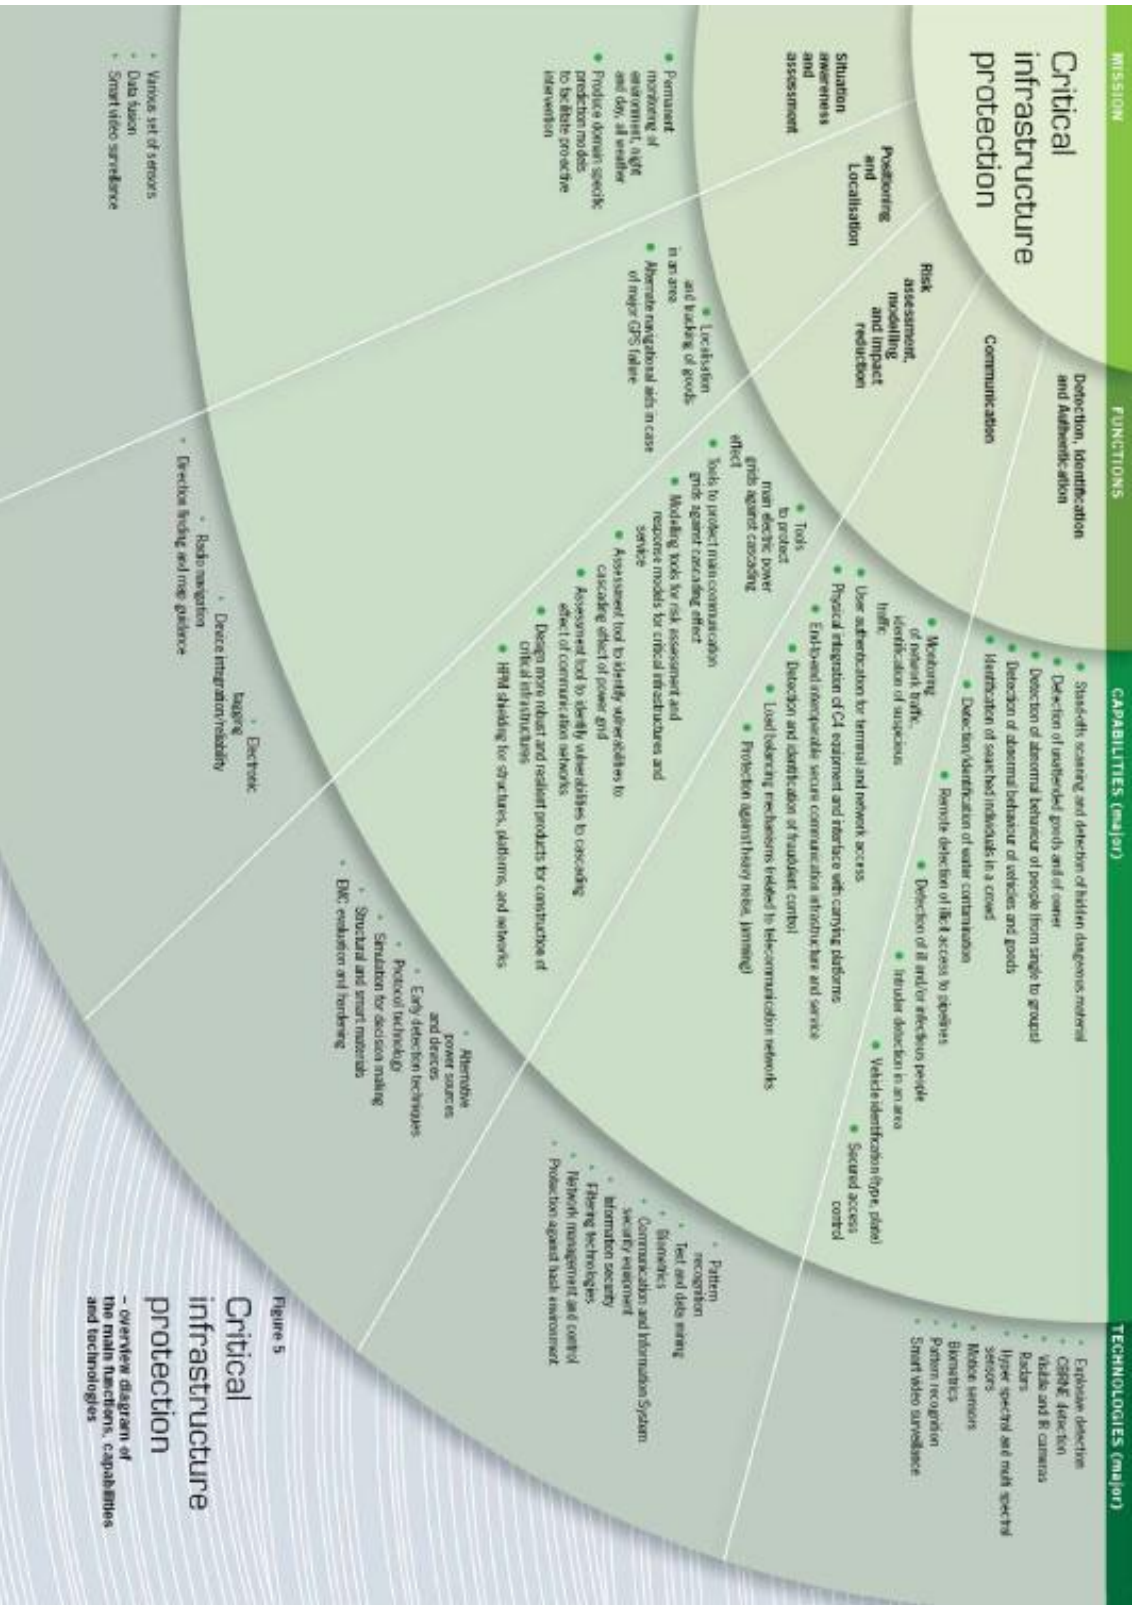 MISSION
FUNCTIONS
CAPABILITIES (major)
TECHNOLOGIES (major)
Critical
infrastructure
protection
Detection, Identification
and Authentication
Communication
Risk
assessment,
modelling
and impact
reduction
Positioning
and
Localisation
Situation
awareness
and
assessment
• Stand-offs scanning and detection of hidden dangerous material
• Detection of unattended goods and of owner
• Detection of abnormal behaviour of people (from single to groups)
• Detection of abnormal behaviour of vehicles and goods
• Identification of searched individuals in a crowd
• Detection/identification of water contamination
• Remote detection of illicit access to pipelines
• Detection of ill and/or infectious people
• Intruder detection in an area
• Vehicle identification (type, plate)
• Secured access
control
• Monitoring
of network traffic,
identification of suspicious
traffic
• User authentication for terminal and network access
• Physical integration of C4 equipment and interface with carrying platforms
• End-to-end interoperable secure communication infrastructure and service
• Detection and identification of fraudulent control
• Load balancing mechanisms (related to telecommunication networks
• Protection against heavy noise, jamming)
• Tools
to protect
main electric power
grids against cascading
effect
• Tools to protect main communication
grids against cascading effect
• Modelling tools for risk assessment and
response models for critical infrastructures and
service
• Assessment tool to identify vulnerabilities to
cascading effect of power grid
• Assessment tool to identify vulnerabilities to cascading
effect of communication networks
• Design more robust and resilient products for construction of
critical infrastructures
• HPM shielding for structures, platforms, and networks
• Localisation
and tracking of goods
in an area
• Alternate navigational aids in case
of major GPS failure
• Permanent
monitoring of
environment, night
and day, all weather
• Produce domain specific
prediction models
to facilitate pro-active
intervention
• Explosive detection
• CBRNE detection
• Visible and IR cameras
• Radars
• Hyper spectral and multi spectral
sensors
• Motion sensors
• Biometrics
• Pattern recognition
• Smart video surveillance
• Pattern
recognition
• Text and data mining
• Biometrics
• Communication and Information System
security equipment
• Information security
• Filtering technologies
• Network management and control
• Protection against hash environment
• Alternative
power sources
and devices
• Early detection techniques
• Protocol technology
• Simulation for decision making
• Structural and smart materials
• EMC evaluation and hardening
• Electronic
tagging
• Device integration/reliability
• Radio navigation
• Direction finding and map guidance
• Various set of sensors
• Data fusion
• Smart video surveillance
Figure 5
Critical
infrastructure
protection
– overview diagram of
the main functions, capabilities
and technologies